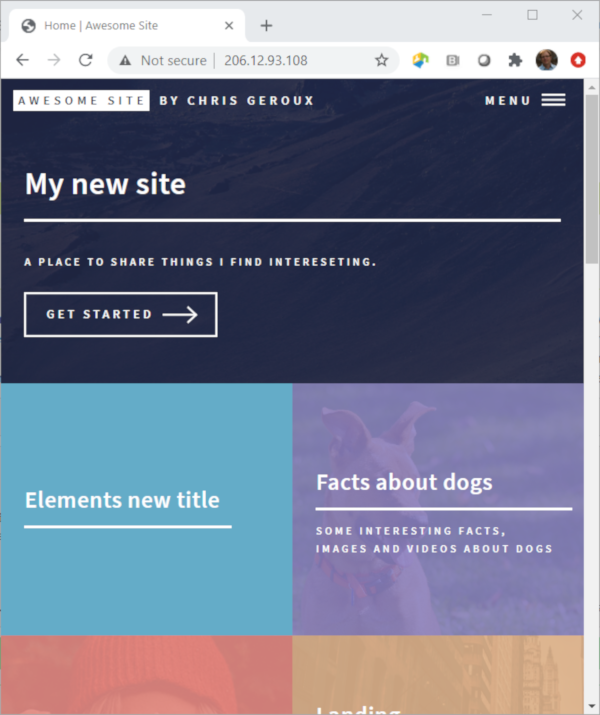 Home | Awesome Site
Not secure | 206.12.93.108
AWESOME SITE BY CHRIS GEROUX
MENU
My new site
A PLACE TO SHARE THINGS I FIND INTERESETING.
GET STARTED
Elements new title
Facts about dogs
SOME INTERESTING FACTS,
IMAGES AND VIDEOS ABOUT DOGS
Landing